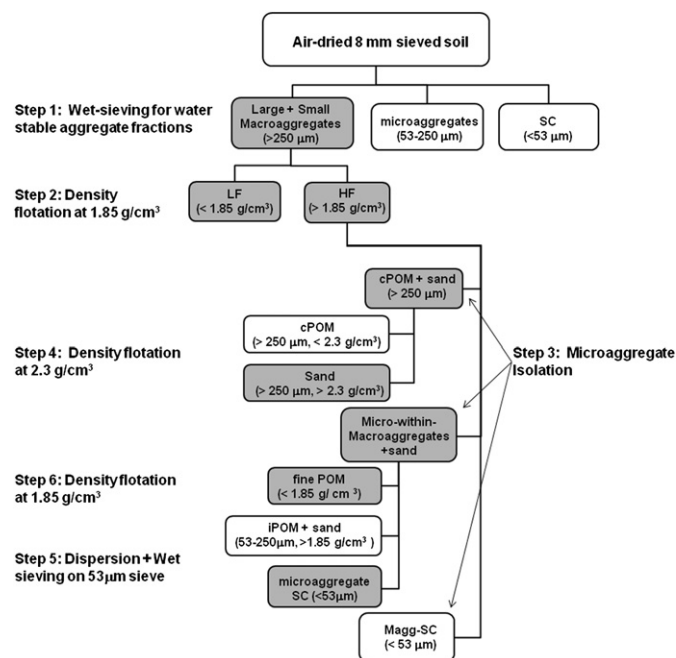 Air-dried 8 mm sieved soil
Step 1: Wet-sieving for water
stable aggregate fractions
Large + Small
Macroaggregates
(>250 µm)
microaggregates
(53-250 µm)
SC
(<53 µm)
Step 2: Density
flotation at 1.85 g/cm³
LF
(< 1.85 g/cm³)
HF
(> 1.85 g/cm³)
cPOM + sand
(> 250 µm)
Step 4: Density flotation
at 2.3 g/cm³
cPOM
(> 250 µm, < 2.3 g/cm³)
Sand
(> 250 µm, > 2.3 g/cm³)
Step 3: Microaggregate
Isolation
Micro-within-
Macroaggregates
+sand
Step 6: Density flotation
at 1.85 g/cm³
fine POM
(< 1.85 g/ cm ³)
iPOM + sand
(53-250µm, >1.85 g/cm³ )
Step 5: Dispersion + Wet
sieving on 53µm sieve
microaggregate
SC (<53µm)
Magg-SC
(< 53 µm)